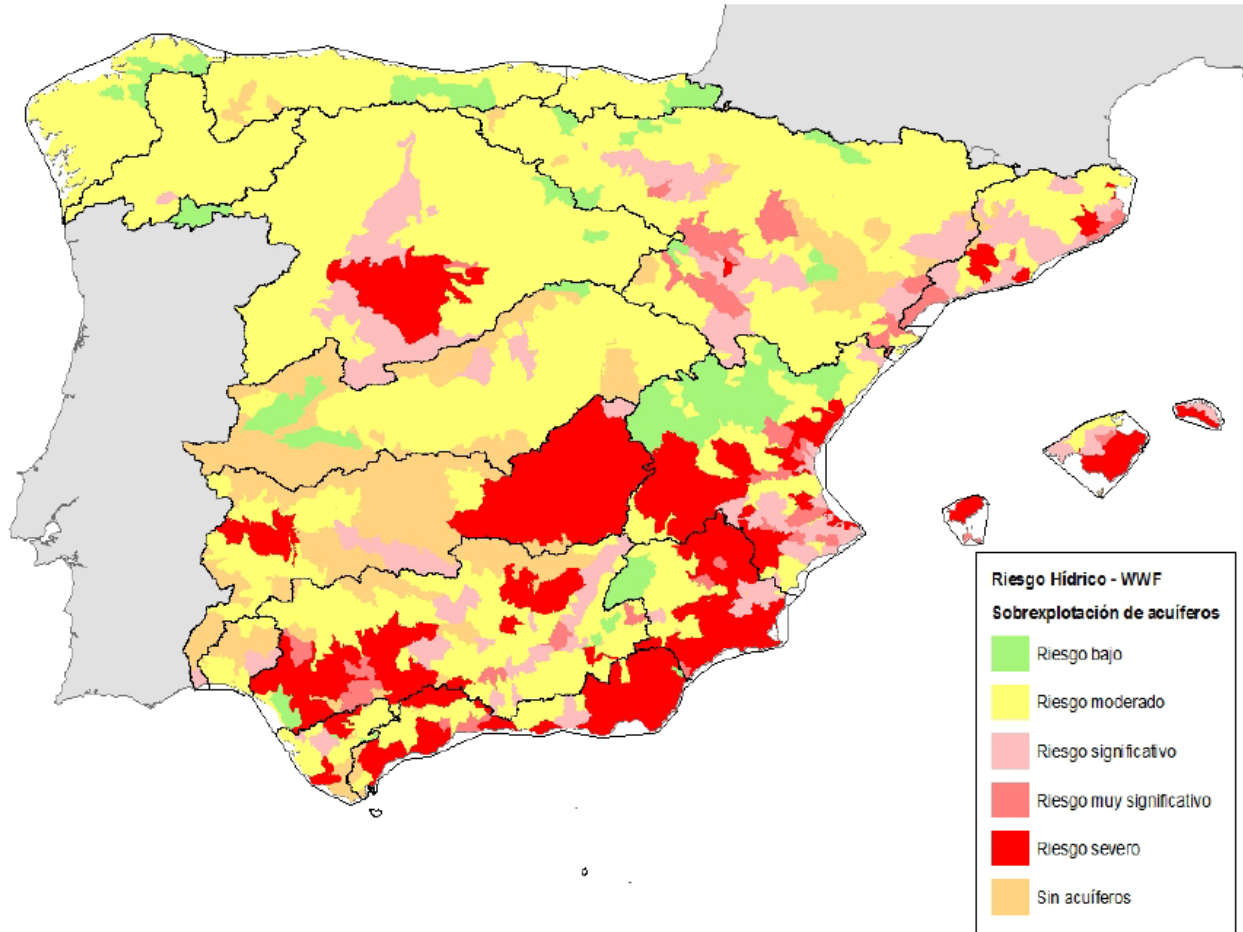 Riesgo Hídrico - WWF
Sobrexplotación de acuíferos
Riesgo bajo
Riesgo moderado
Riesgo significativo
Riesgo muy significativo
Riesgo severo
Sin acuíferos